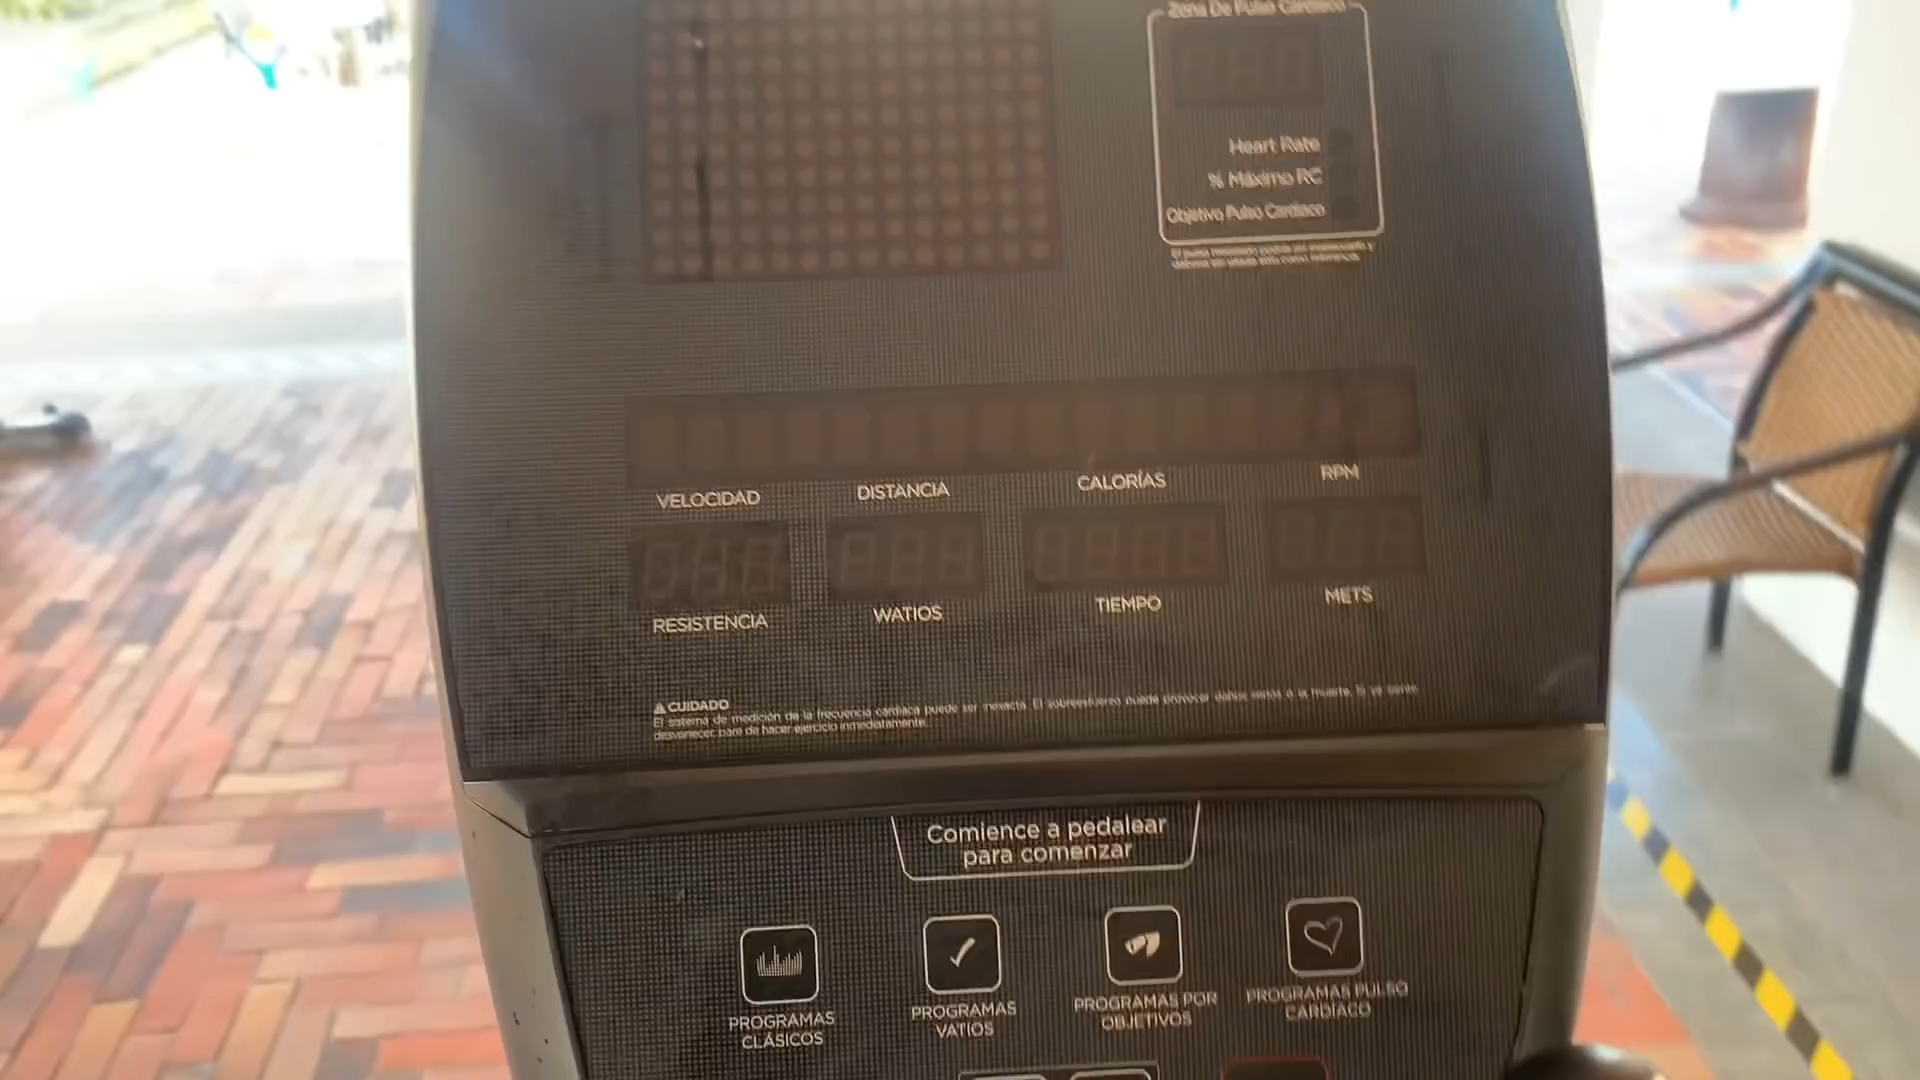 Zona De Pulso Cardiaco
Heart Rate
% Máximo RC
Objetivo Pulso Cardiaco
VELOCIDAD DISTANCIA CALORÍAS RPM
RESISTENCIA WATIOS TIEMPO METS
CUIDADO
El sistema de medición de la frecuencia cardiaca puede ser inexacta. El sobreesfuerzo puede provocar daños serios o la muerte. Si se siente
desvanecer, pare de hacer ejercicio inmediatamente.
Comience a pedalear
para comenzar
PROGRAMAS
CLÁSICOS
PROGRAMAS
VATIOS
PROGRAMAS POR
OBJETIVOS
PROGRAMAS PULSO
CARDÍACO